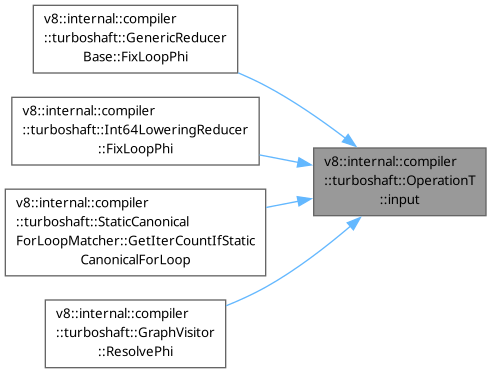 v8::internal::compiler
::turboshaft::GenericReducer
Base::FixLoopPhi
v8::internal::compiler
::turboshaft::Int64LoweringReducer
::FixLoopPhi
v8::internal::compiler
::turboshaft::OperationT
::input
v8::internal::compiler
::turboshaft::StaticCanonical
ForLoopMatcher::GetIterCountIfStatic
CanonicalForLoop
v8::internal::compiler
::turboshaft::GraphVisitor
::ResolvePhi